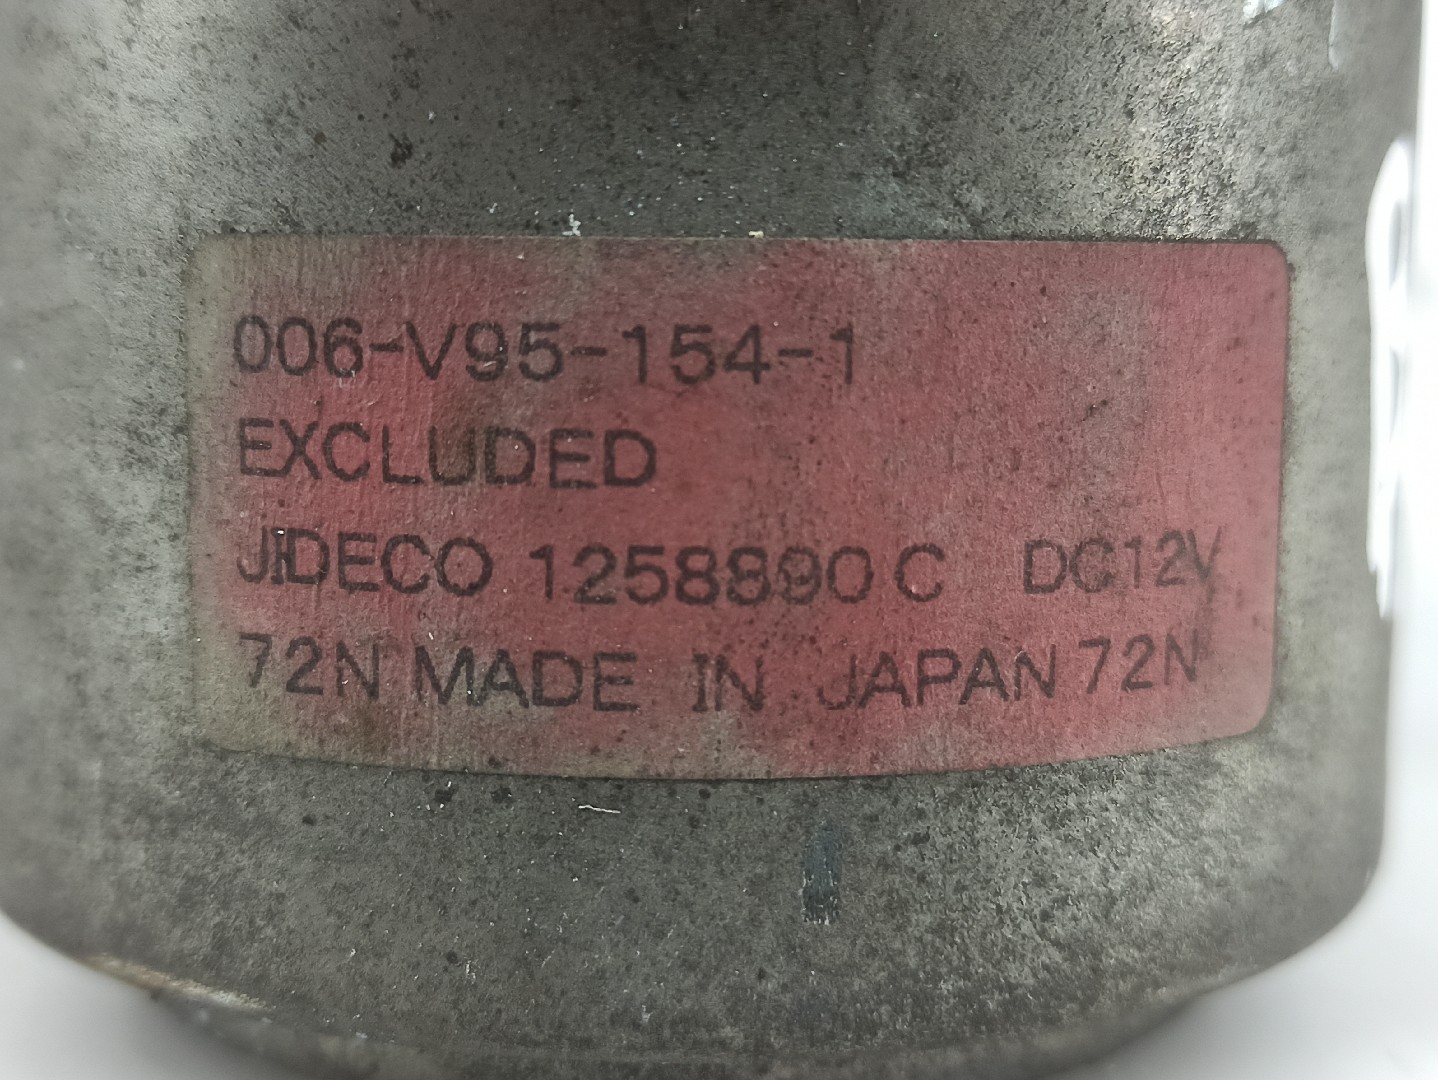 006-V95-154-1
EXCLUDED
JIDECO 1258890 C DC12V
72N MADE IN JAPAN 72N